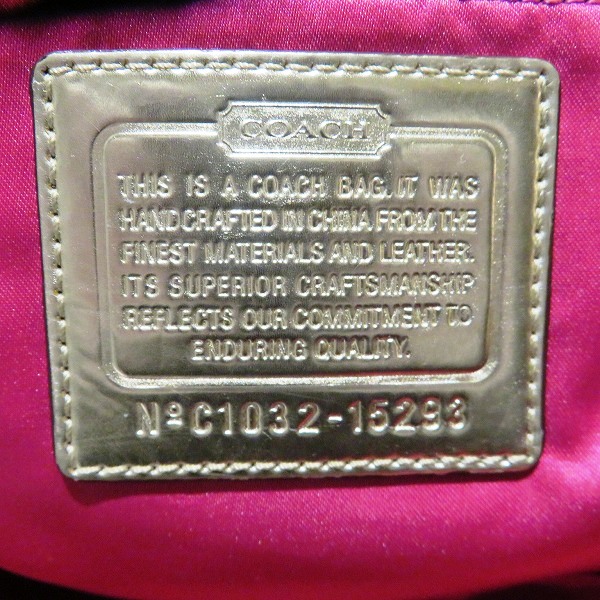 COACH
THIS IS A COACH BAG. IT WAS
HANDCRAFTED IN CHINA FROM THE
FINEST MATERIALS AND LEATHER.
ITS SUPERIOR CRAFTSMANSHIP
REFLECTS OUR COMMITMENT TO
ENDURING QUALITY.
Nº C1032-15293